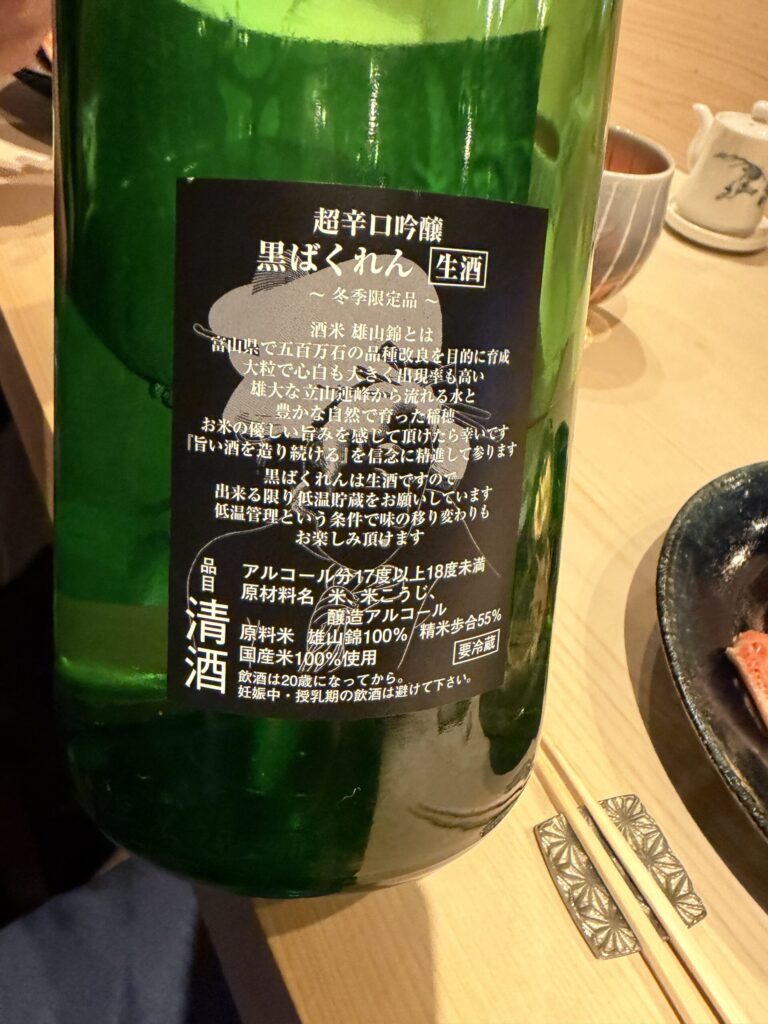 超辛口吟醸
黒ばくれん 生酒
～ 冬季限定品 ～
酒米 雄山錦とは
富山県で五百万石の品種改良を目的に育成
大粒で心白も大きく出現率も高い
雄大な立山連峰から流れる水と
豊かな自然で育った稲穂
お米の優しい旨みを感じて頂けたら幸いです
『旨い酒を造り続ける』を信念に精進して参ります
黒ばくれんは生酒ですので
出来る限り低温貯蔵をお願いしています
低温管理という条件で味の移り変わりも
お楽しみ頂けます
品目 清酒
アルコール分17度以上18度未満
原材料名 米、米こうじ、
醸造アルコール
原料米 雄山錦100% 精米歩合55%
国産米100%使用 要冷蔵
飲酒は20歳になってから。
妊娠中・授乳期の飲酒は避けて下さい。